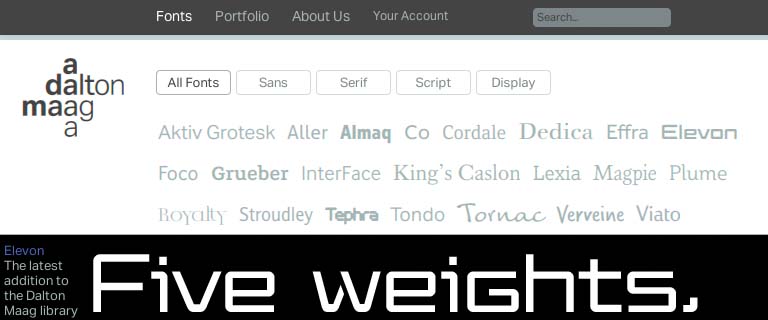 Fonts Portfolio About Us Your Account Search...
a
dalton
maag
a
All Fonts Sans Serif Script Display
Aktiv Grotesk Aller Almaq Co Cordale Dedica Effra Elevon
Foco Grueber InterFace King's Caslon Lexia Magpie Plume
Royalty Stroudley Tephra Tondo Tornac Verveine Viato
Elevon
The latest
addition to
the Dalton
Maag library
Five weights,